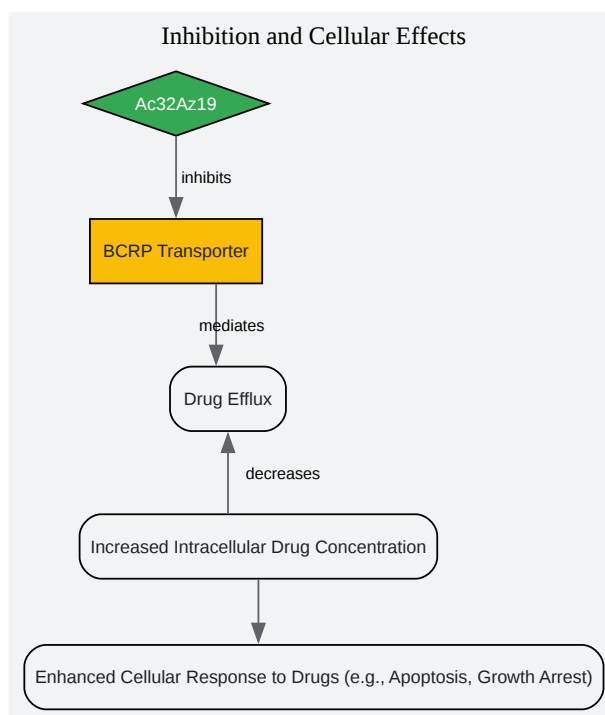 Inhibition and Cellular Effects
Ac32Az19
inhibits
BCRP Transporter
mediates
Drug Efflux
decreases
Increased Intracellular Drug Concentration
Enhanced Cellular Response to Drugs (e.g., Apoptosis, Growth Arrest)